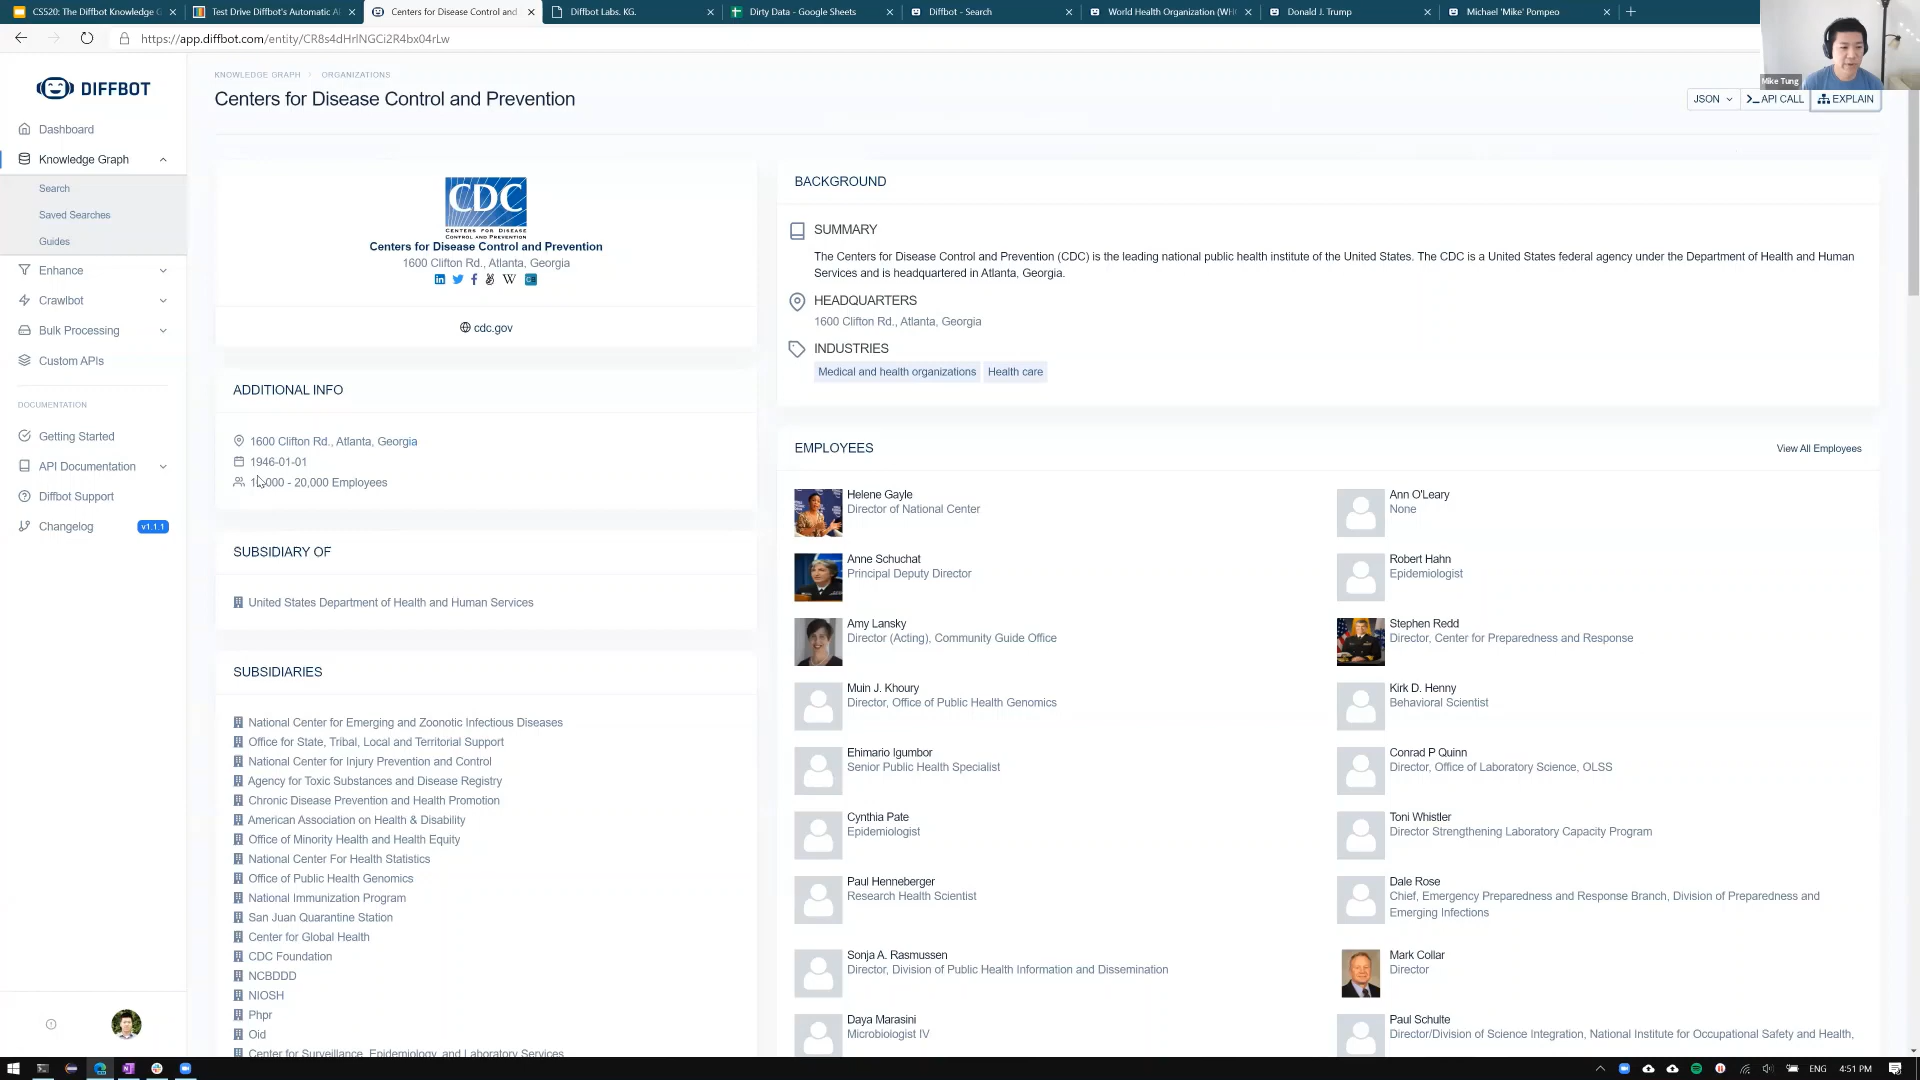 CS520: The Diffbot Knowledge G
Test Drive Diffbot's Automatic A
Centers for Disease Control and
Diffbot Labs. KG.
Dirty Data - Google Sheets
Diffbot - Search
World Health Organization (WH
Donald J. Trump
Michael 'Mike' Pompeo
https://app.diffbot.com/entity/CR8s4dHrlNGCi2R4bx04rLw
Mike Tung
DIFFBOT
Dashboard
Knowledge Graph
Search
Saved Searches
Guides
Enhance
Crawlbot
Bulk Processing
Custom APIs
DOCUMENTATION
Getting Started
API Documentation
Diffbot Support
Changelog v1.1.1
KNOWLEDGE GRAPH > ORGANIZATIONS
Centers for Disease Control and Prevention
JSON >_API CALL EXPLAIN
CDC
CENTERS FOR DISEASE
CONTROL AND PREVENTION
Centers for Disease Control and Prevention
1600 Clifton Rd., Atlanta, Georgia
cdc.gov
ADDITIONAL INFO
1600 Clifton Rd., Atlanta, Georgia
1946-01-01
- 20,000 Employees
SUBSIDIARY OF
United States Department of Health and Human Services
SUBSIDIARIES
National Center for Emerging and Zoonotic Infectious Diseases
Office for State, Tribal, Local and Territorial Support
National Center for Injury Prevention and Control
Agency for Toxic Substances and Disease Registry
Chronic Disease Prevention and Health Promotion
American Association on Health & Disability
Office of Minority Health and Health Equity
National Center For Health Statistics
Office of Public Health Genomics
National Immunization Program
San Juan Quarantine Station
Center for Global Health
CDC Foundation
NCBDDD
NIOSH
Phpr
Oid
Center for Surveillance, Epidemiology, and Laboratory Services
BACKGROUND
SUMMARY
The Centers for Disease Control and Prevention (CDC) is the leading national public health institute of the United States. The CDC is a United States federal agency under the Department of Health and Human
Services and is headquartered in Atlanta, Georgia.
HEADQUARTERS
1600 Clifton Rd., Atlanta, Georgia
INDUSTRIES
Medical and health organizations Health care
EMPLOYEES
View All Employees
Helene Gayle
Director of National Center
Ann O'Leary
None
Anne Schuchat
Principal Deputy Director
Robert Hahn
Epidemiologist
Amy Lansky
Director (Acting), Community Guide Office
Stephen Redd
Director, Center for Preparedness and Response
Muin J. Khoury
Director, Office of Public Health Genomics
Kirk D. Henny
Behavioral Scientist
Ehimario Igumbor
Senior Public Health Specialist
Conrad P Quinn
Director, Office of Laboratory Science, OLSS
Cynthia Pate
Epidemiologist
Toni Whistler
Director Strengthening Laboratory Capacity Program
Paul Henneberger
Research Health Scientist
Dale Rose
Chief, Emergency Preparedness and Response Branch, Division of Preparedness and
Emerging Infections
Sonja A. Rasmussen
Director, Division of Public Health Information and Dissemination
Mark Collar
Director
Daya Marasini
Microbiologist IV
Paul Schulte
Director/Division of Science Integration, National Institute for Occupational Safety and Health,
ENG 4:51 PM